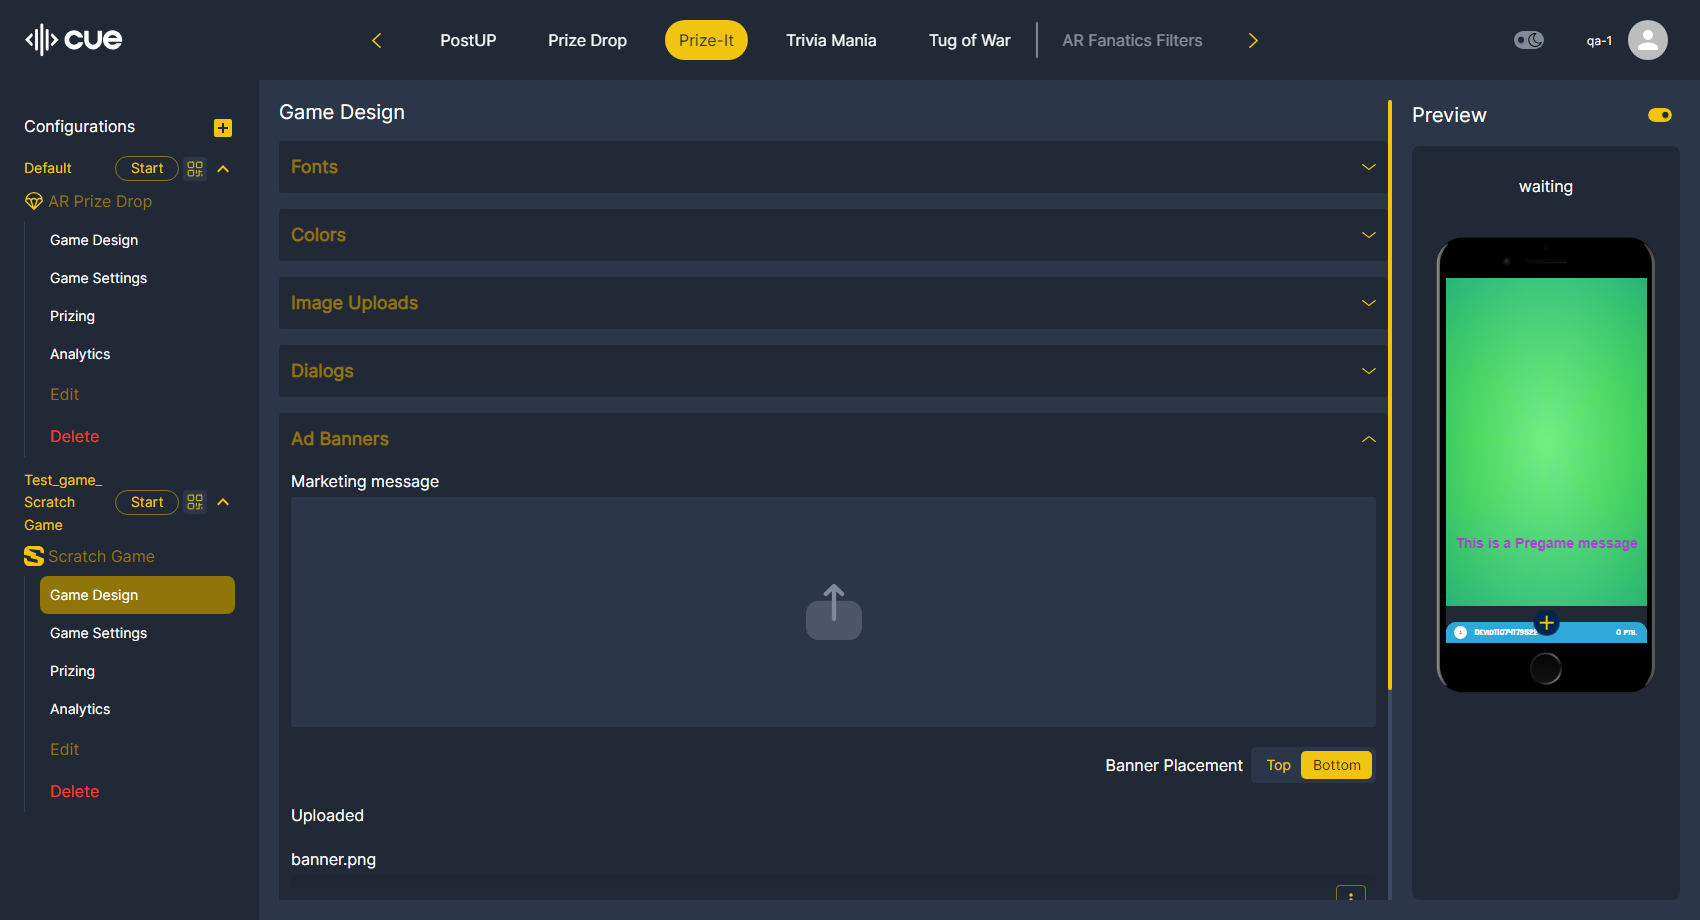 cue
PostUP
Prize Drop
Prize-It
Trivia Mania
Tug of War
AR Fanatics Filters
qa-1
Configurations
Default
Start
AR Prize Drop
Game Design
Game Settings
Prizing
Analytics
Edit
Delete
Test_game_
Scratch
Game
Start
Scratch Game
Game Design
Game Settings
Prizing
Analytics
Edit
Delete
Game Design
Fonts
Colors
Image Uploads
Dialogs
Ad Banners
Marketing message
Banner Placement
Top
Bottom
Uploaded
banner.png
Preview
waiting
This is a Pregame message
0 PTS.